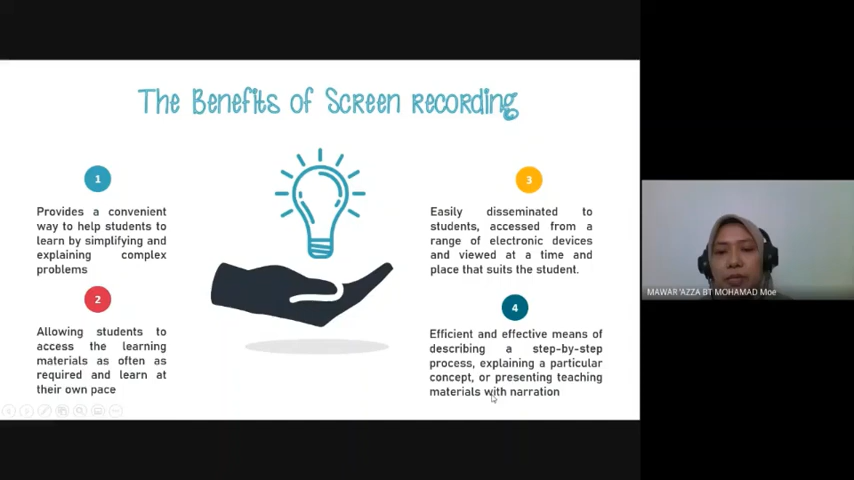 The Benefits of Screen recording
1
Provides a convenient
way to help students to
learn by simplifying and
explaining complex
problems
2
Allowing students to
access the learning
materials as often as
required and learn at
their own pace
3
Easily disseminated to
students, accessed from a
range of electronic devices
and viewed at a time and
place that suits the student.
4
Efficient and effective means of
describing a step-by-step
process, explaining a particular
concept, or presenting teaching
materials with narration
MAWAR 'AZZA BT MOHAMAD Moe